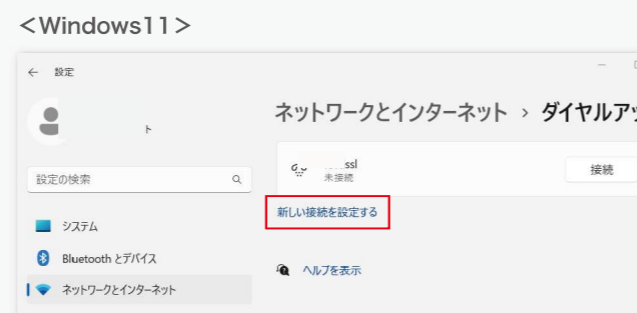 ＜Windows11＞
← 設定
ネットワークとインターネット › ダイヤルアッ
ト
ssl
未接続
接続
設定の検索
新しい接続を設定する
システム
Bluetooth とデバイス
ヘルプを表示
ネットワークとインターネット